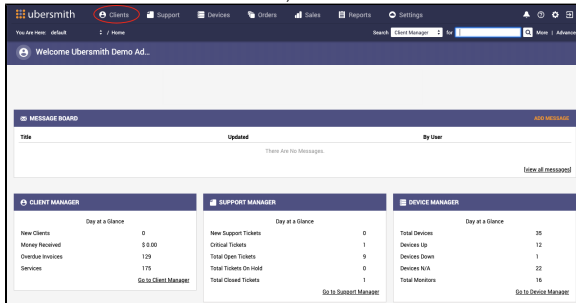 ubersmith Clients Support Devices Orders Sales Reports Settings
You Are Here: default / Home Search Client Manager for More | Advance
Welcome Ubersmith Demo Ad...
MESSAGE BOARD ADD MESSAGE
Title Updated By User
There Are No Messages.
[view all messages]
CLIENT MANAGER SUPPORT MANAGER DEVICE MANAGER
Day at a Glance Day at a Glance Day at a Glance
New Clients 0 New Support Tickets 0 Total Devices 35
Money Received $ 0.00 Critical Tickets 1 Devices Up 12
Overdue Invoices 129 Total Open Tickets 9 Devices Down 1
Services 175 Total Tickets On Hold 0 Devices N/A 22
Go to Client Manager Total Closed Tickets 1 Total Monitors 16
Go to Support Manager Go to Device Manager